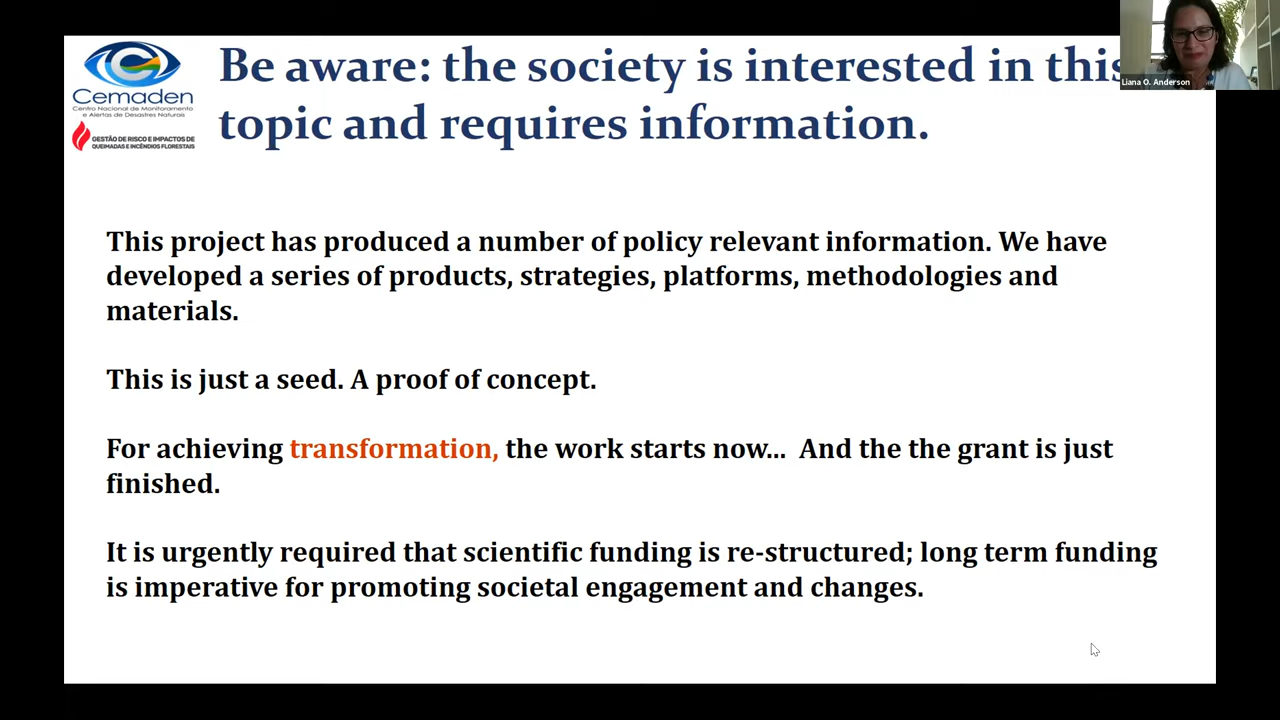 Be aware: the society is interested in this
topic and requires information.
Cemaden
Centro Nacional de Monitoramento
e Alertas de Desastres Naturais
GESTÃO DE RISCO E IMPACTOS DE
QUEIMADAS E INCÊNDIOS FLORESTAIS
Liana O. Anderson
This project has produced a number of policy relevant information. We have
developed a series of products, strategies, platforms, methodologies and
materials.
This is just a seed. A proof of concept.
For achieving transformation, the work starts now... And the the grant is just
finished.
It is urgently required that scientific funding is re-structured; long term funding
is imperative for promoting societal engagement and changes.